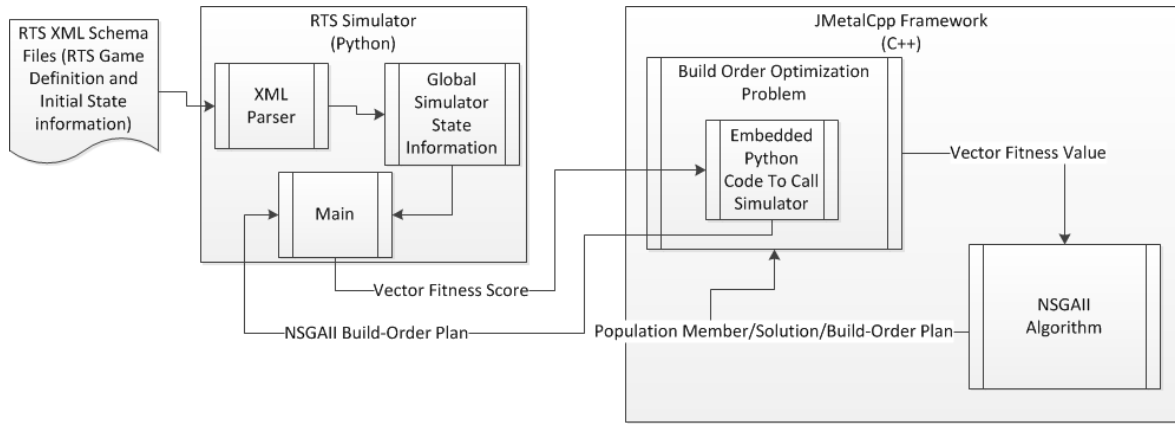 RTS XML Schema
Files (RTS Game
Definition and
Initial State
information)
RTS Simulator
(Python)
XML
Parser
Global
Simulator
State
Information
Main
JMetalCpp Framework
(C++)
Build Order Optimization
Problem
Embedded
Python
Code To Call
Simulator
Vector Fitness Value
NSGAII
Algorithm
Vector Fitness Score
NSGAII Build-Order Plan
Population Member/Solution/Build-Order Plan